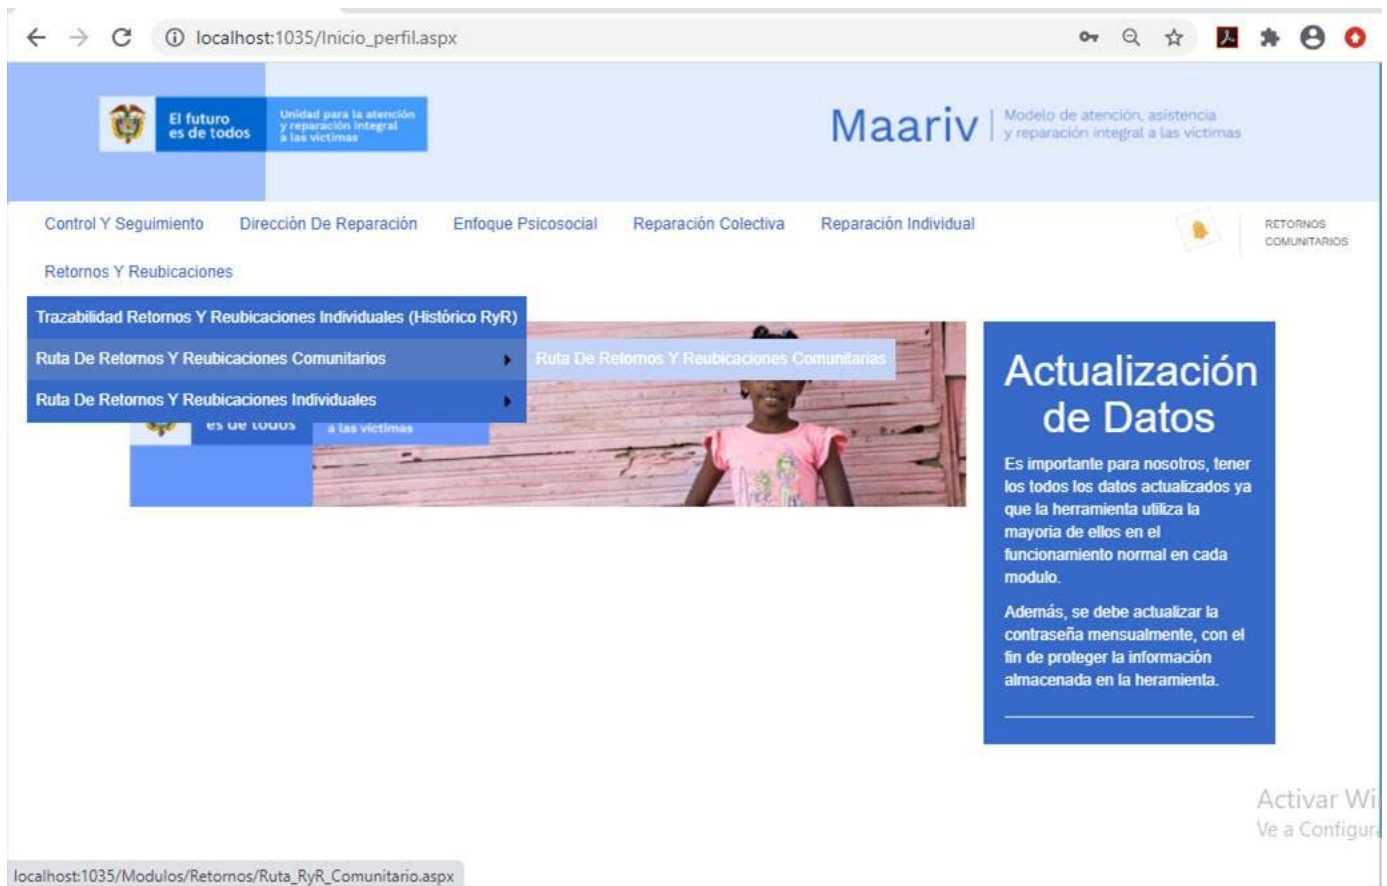 localhost:1035/Inicio_perfil.aspx
El futuro
es de todos
Unidad para la atención
y reparación integral
a las víctimas
Maariv
Modelo de atención, asistencia
y reparación integral a las víctimas
Control Y Seguimiento
Dirección De Reparación
Enfoque Psicosocial
Reparación Colectiva
Reparación Individual
RETORNOS
COMUNITARIOS
Retornos Y Reubicaciones
Trazabilidad Retornos Y Reubicaciones Individuales (Histórico RyR)
Ruta De Retornos Y Reubicaciones Comunitarios
Ruta De Retornos Y Reubicaciones Comunitarias
Ruta De Retornos Y Reubicaciones Individuales
es de todos
a las víctimas
Actualización
de Datos
Es importante para nosotros, tener
los todos los datos actualizados ya
que la herramienta utiliza la
mayoria de ellos en el
funcionamiento normal en cada
modulo.
Además, se debe actualizar la
contraseña mensualmente, con el
fin de proteger la información
almacenada en la heramienta.
Activar Wi
Ve a Configura
localhost:1035/Modulos/Retornos/Ruta_RyR_Comunitario.aspx